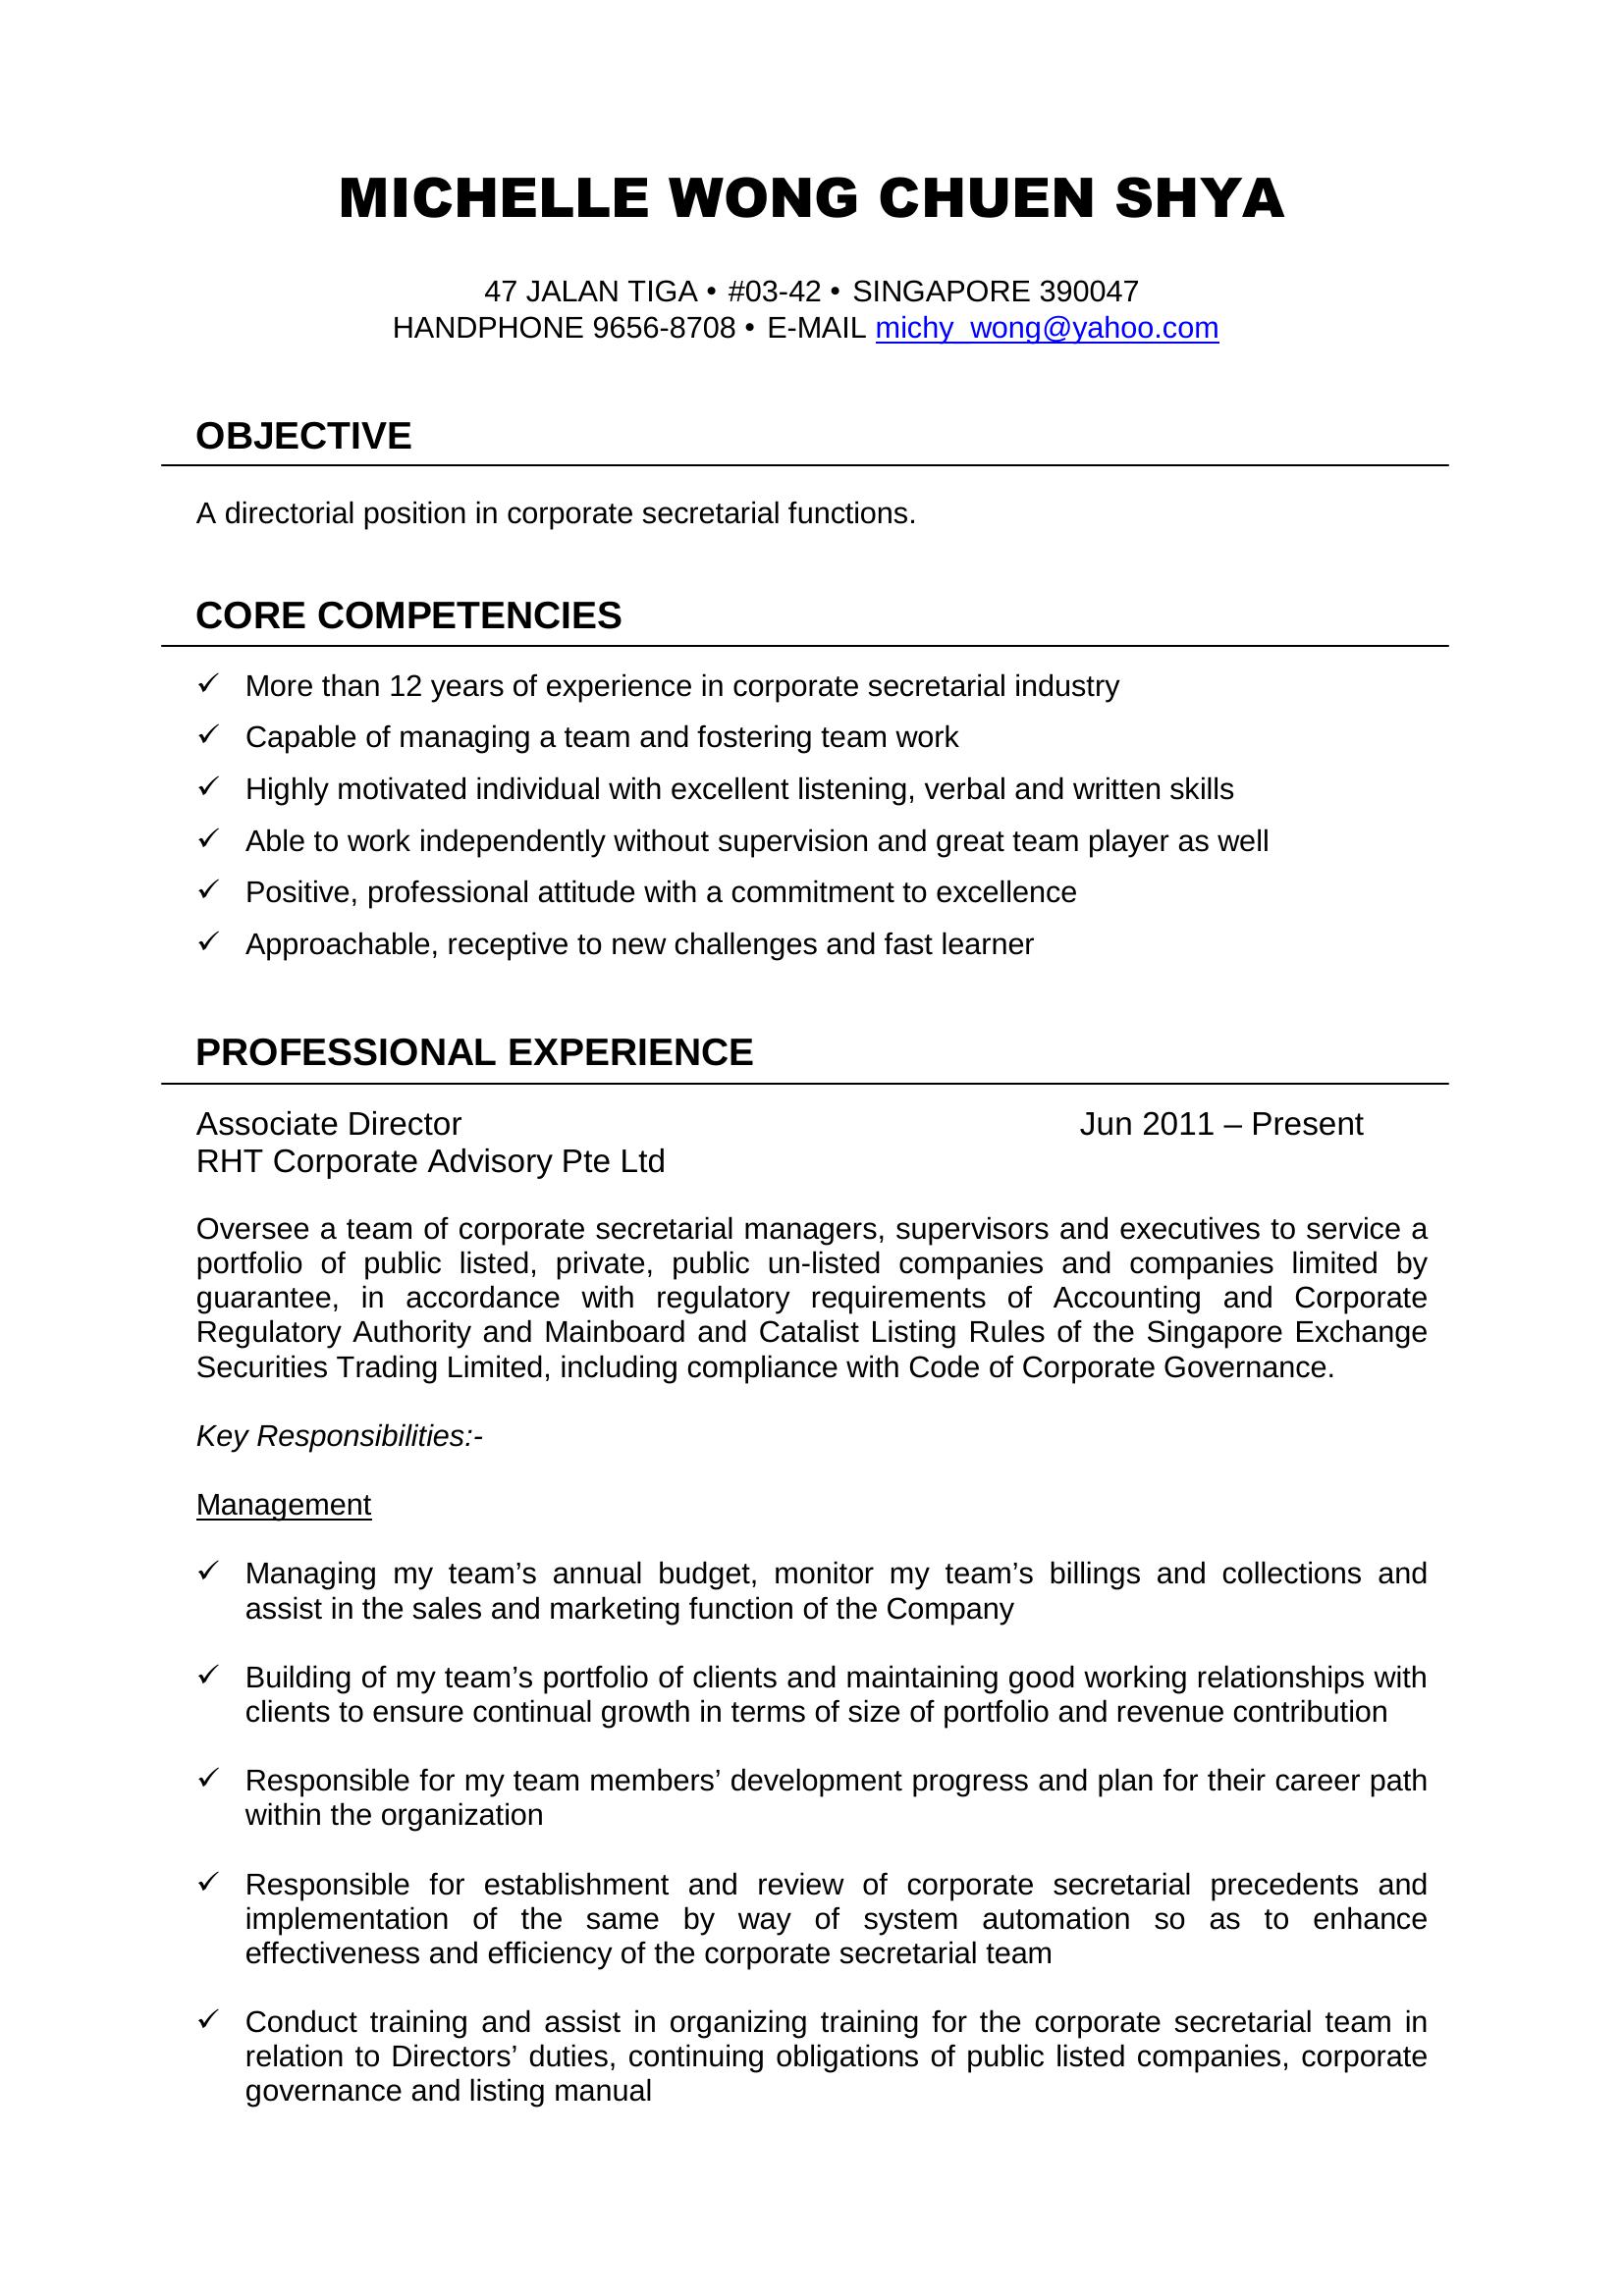 MICHELLE WONG CHUEN SHYA
47 JALAN TIGA • #03-42 • SINGAPORE 390047
HANDPHONE 9656-8708 • E-MAIL michy_wong@yahoo.com
OBJECTIVE
A directorial position in corporate secretarial functions.
CORE COMPETENCIES
✓ More than 12 years of experience in corporate secretarial industry
✓ Capable of managing a team and fostering team work
✓ Highly motivated individual with excellent listening, verbal and written skills
✓ Able to work independently without supervision and great team player as well
✓ Positive, professional attitude with a commitment to excellence
✓ Approachable, receptive to new challenges and fast learner
PROFESSIONAL EXPERIENCE
Associate Director Jun 2011 – Present
RHT Corporate Advisory Pte Ltd
Oversee a team of corporate secretarial managers, supervisors and executives to service a
portfolio of public listed, private, public un-listed companies and companies limited by
guarantee, in accordance with regulatory requirements of Accounting and Corporate
Regulatory Authority and Mainboard and Catalist Listing Rules of the Singapore Exchange
Securities Trading Limited, including compliance with Code of Corporate Governance.
Key Responsibilities:-
Management
✓ Managing my team’s annual budget, monitor my team’s billings and collections and
assist in the sales and marketing function of the Company
✓ Building of my team’s portfolio of clients and maintaining good working relationships with
clients to ensure continual growth in terms of size of portfolio and revenue contribution
✓ Responsible for my team members’ development progress and plan for their career path
within the organization
✓ Responsible for establishment and review of corporate secretarial precedents and
implementation of the same by way of system automation so as to enhance
effectiveness and efficiency of the corporate secretarial team
✓ Conduct training and assist in organizing training for the corporate secretarial team in
relation to Directors’ duties, continuing obligations of public listed companies, corporate
governance and listing manual